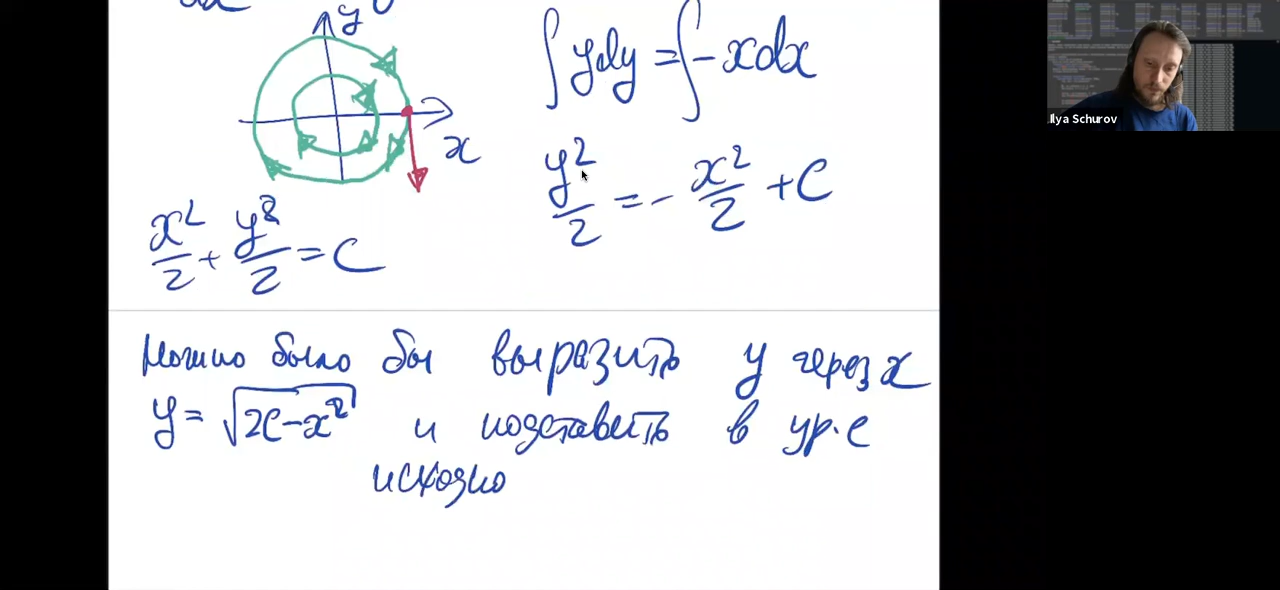 y
∫ydy = ∫-xdx
x
y²/2 = -x²/2 + C
x²/2 + y²/2 = C
можно было бы выразить y через x
y = √(2C-x²) и подставить в ур.е
исходно
Ilya Schurov